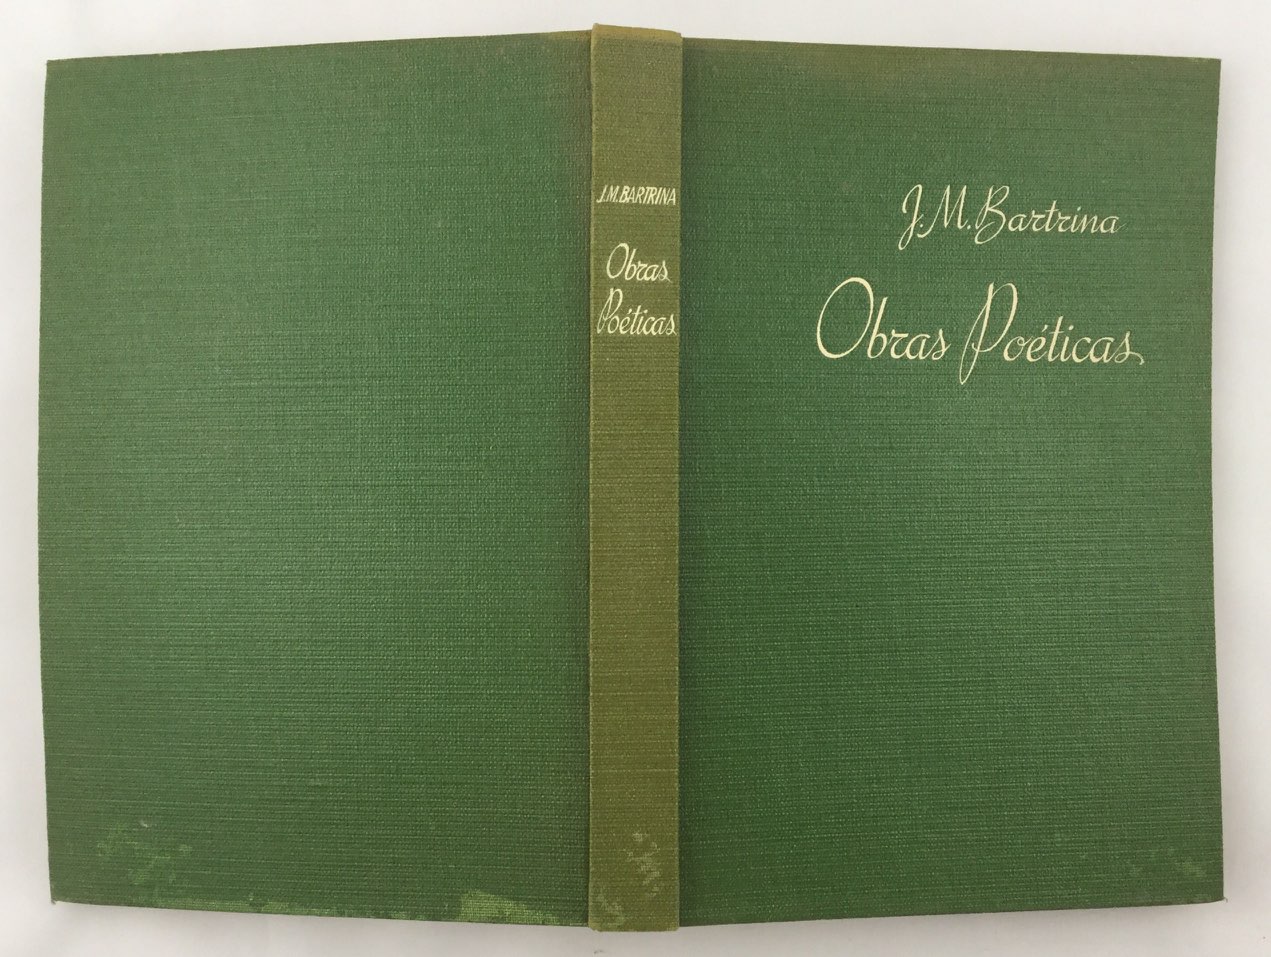 J.M.BARTRINA
Obras
Poéticas
J.M.Bartrina
Obras Poéticas